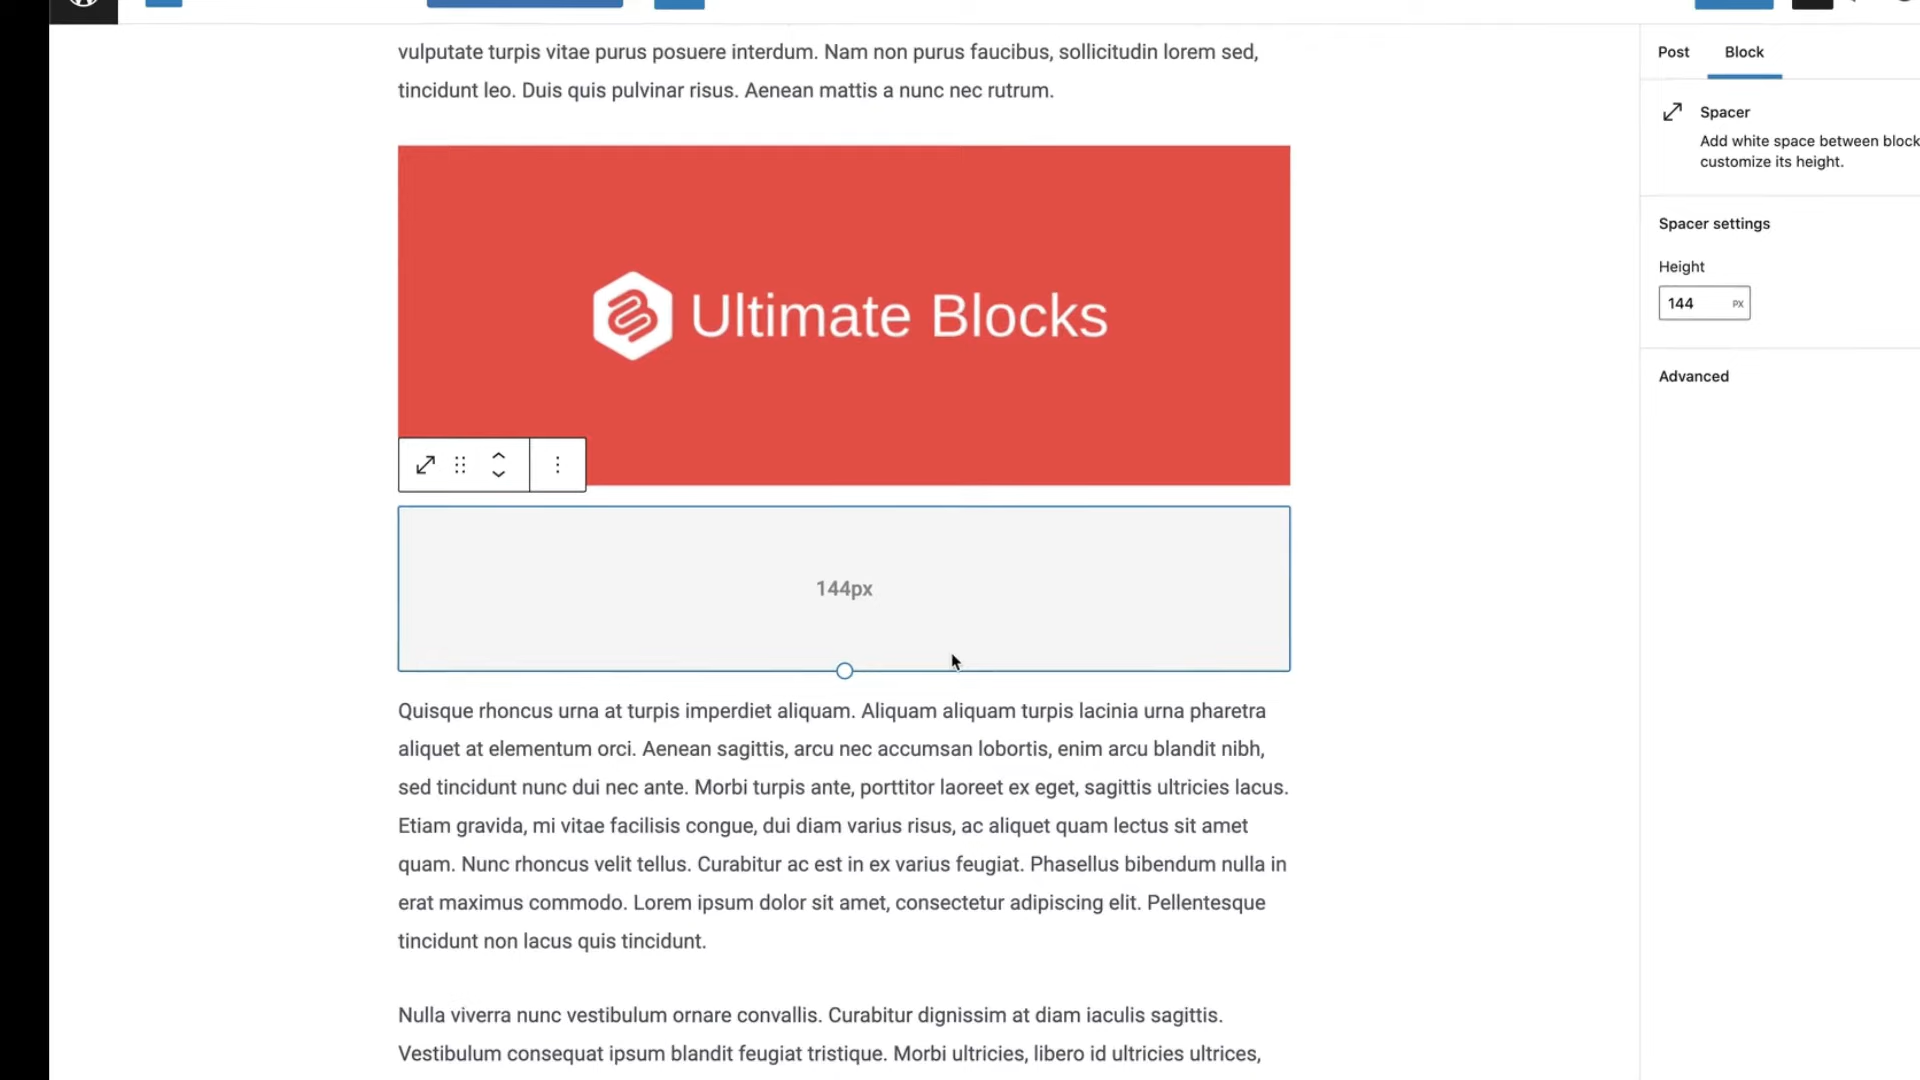 vulputate turpis vitae purus posuere interdum. Nam non purus faucibus, sollicitudin lorem sed,
tincidunt leo. Duis quis pulvinar risus. Aenean mattis a nunc nec rutrum.
Ultimate Blocks
144px
Quisque rhoncus urna at turpis imperdiet aliquam. Aliquam aliquam turpis lacinia urna pharetra
aliquet at elementum orci. Aenean sagittis, arcu nec accumsan lobortis, enim arcu blandit nibh,
sed tincidunt nunc dui nec ante. Morbi turpis ante, porttitor laoreet ex eget, sagittis ultricies lacus.
Etiam gravida, mi vitae facilisis congue, dui diam varius risus, ac aliquet quam lectus sit amet
quam. Nunc rhoncus velit tellus. Curabitur ac est in ex varius feugiat. Phasellus bibendum nulla in
erat maximus commodo. Lorem ipsum dolor sit amet, consectetur adipiscing elit. Pellentesque
tincidunt non lacus quis tincidunt.
Nulla viverra nunc vestibulum ornare convallis. Curabitur dignissim at diam iaculis sagittis.
Vestibulum consequat ipsum blandit feugiat tristique. Morbi ultricies, libero id ultricies ultrices,
Post Block
Spacer
Add white space between block
customize its height.
Spacer settings
Height
144 PX
Advanced